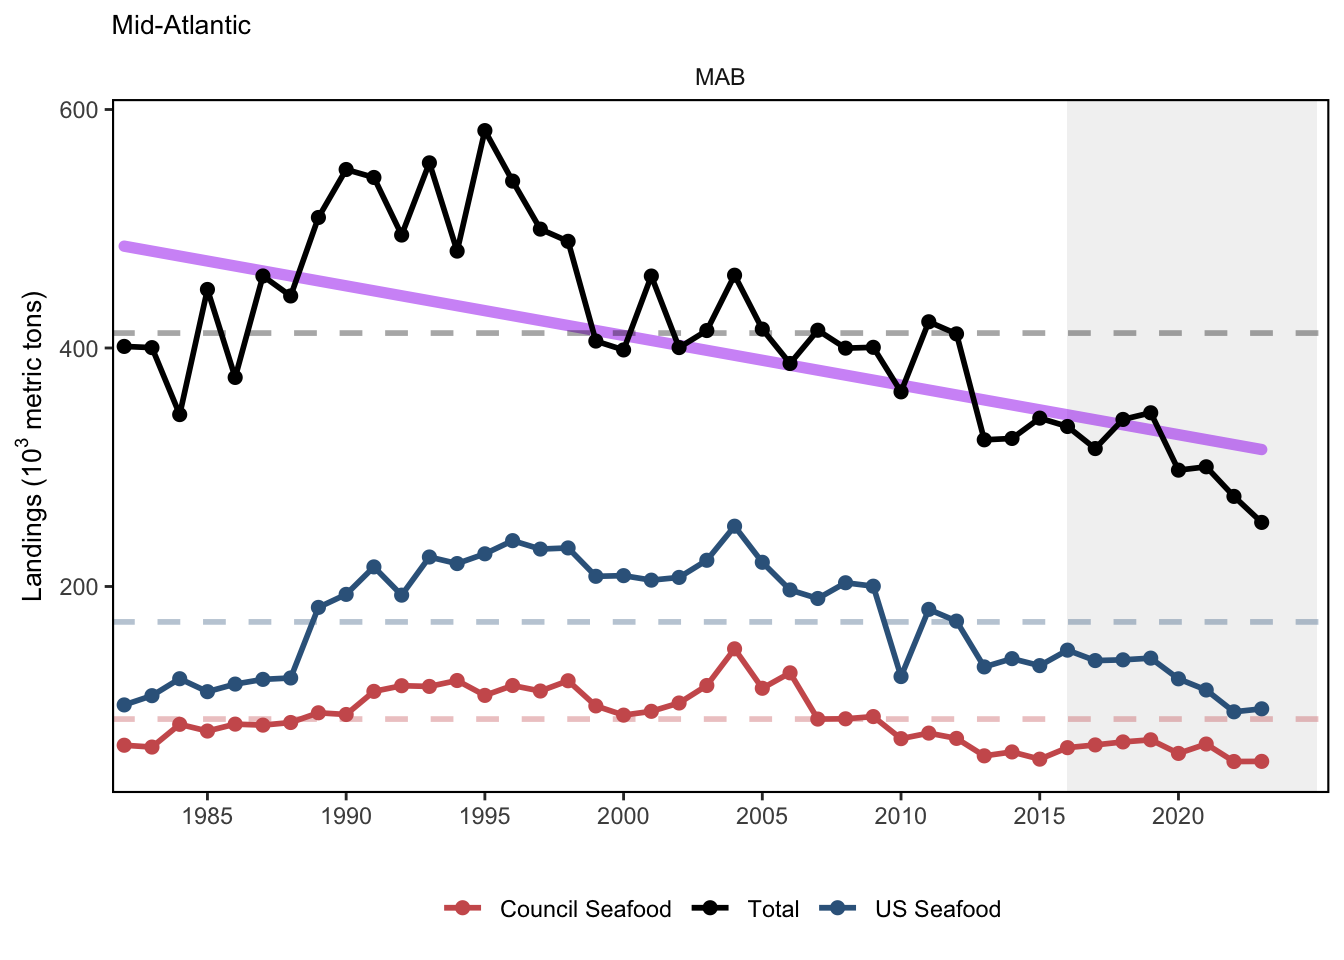 Mid-Atlantic
MAB
600
400
200
Landings (10³ metric tons)
1985 1990 1995 2000 2005 2010 2015 2020
Council Seafood Total US Seafood